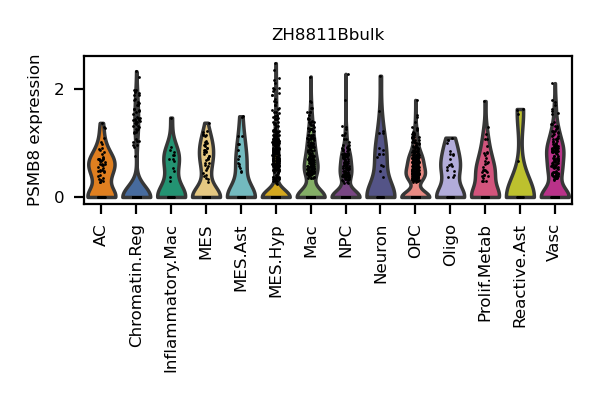 ZH8811Bbulk
PSMB8 expression
2
0
AC
Chromatin.Reg
Inflammatory.Mac
MES
MES.Ast
MES.Hyp
Mac
NPC
Neuron
OPC
Oligo
Prolif.Metab
Reactive.Ast
Vasc